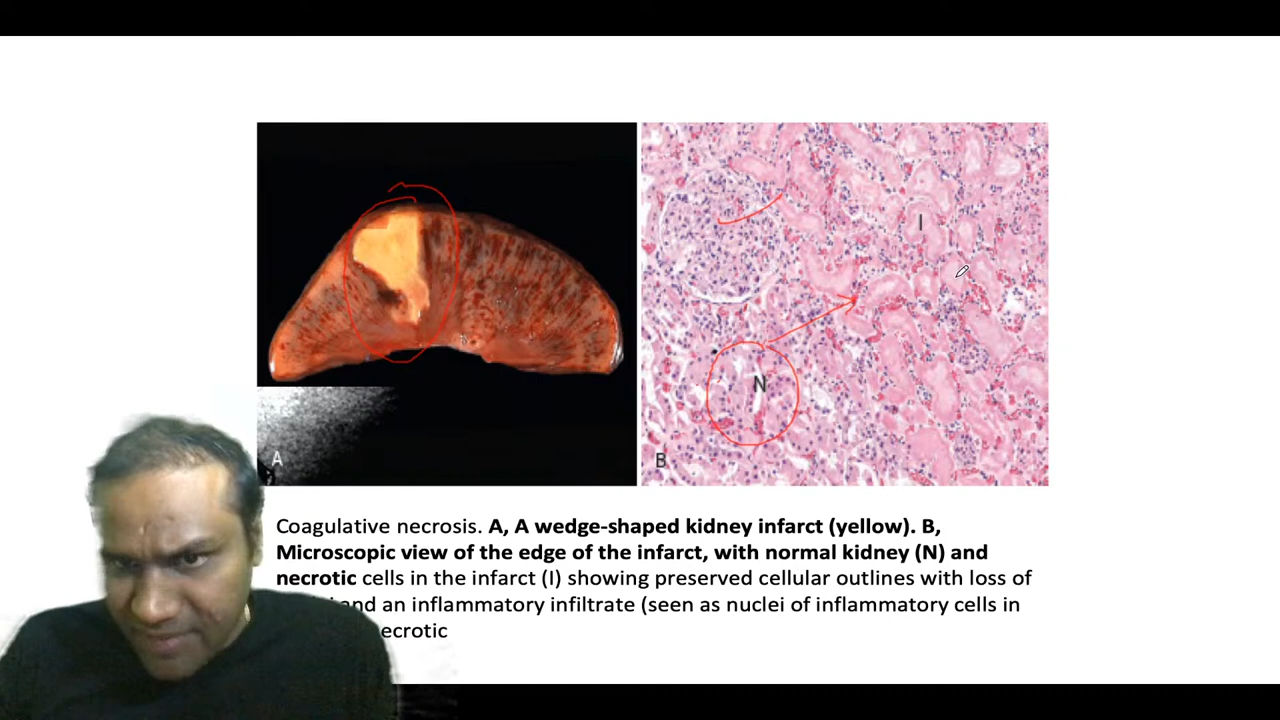 I
N
A
B
Coagulative necrosis. A, A wedge-shaped kidney infarct (yellow). B,
Microscopic view of the edge of the infarct, with normal kidney (N) and
necrotic cells in the infarct (I) showing preserved cellular outlines with loss of
and an inflammatory infiltrate (seen as nuclei of inflammatory cells in
ecrotic